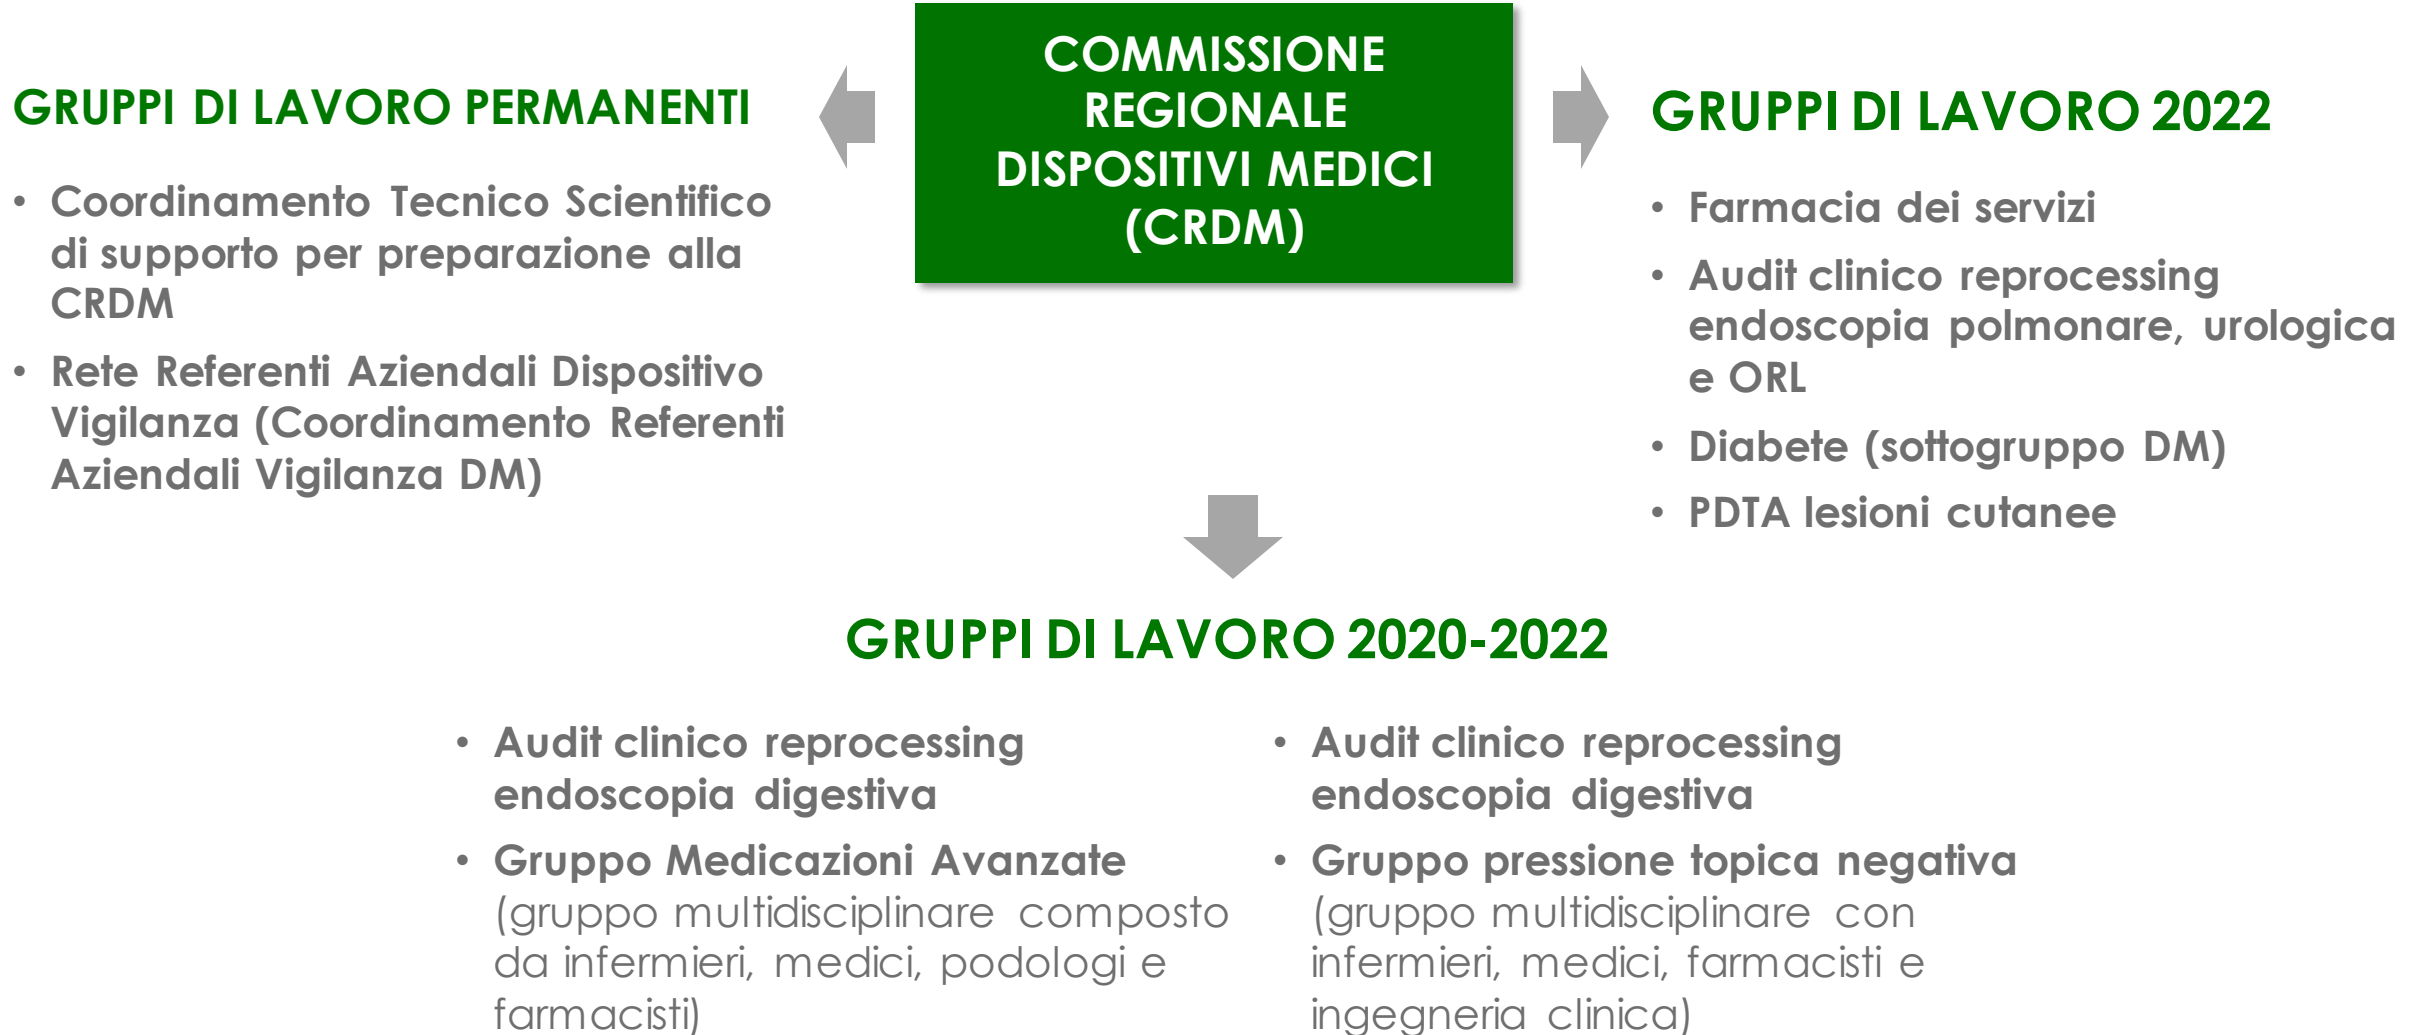 COMMISSIONE
REGIONALE
DISPOSITIVI MEDICI
(CRDM)
GRUPPI DI LAVORO PERMANENTI
• Coordinamento Tecnico Scientifico
di supporto per preparazione alla
CRDM
• Rete Referenti Aziendali Dispositivo
Vigilanza (Coordinamento Referenti
Aziendali Vigilanza DM)
GRUPPI DI LAVORO 2022
• Farmacia dei servizi
• Audit clinico reprocessing
endoscopia polmonare, urologica
e ORL
• Diabete (sottogruppo DM)
• PDTA lesioni cutanee
GRUPPI DI LAVORO 2020-2022
• Audit clinico reprocessing
endoscopia digestiva
• Gruppo Medicazioni Avanzate
(gruppo multidisciplinare composto
da infermieri, medici, podologi e
farmacisti)
• Audit clinico reprocessing
endoscopia digestiva
• Gruppo pressione topica negativa
(gruppo multidisciplinare con
infermieri, medici, farmacisti e
ingegneria clinica)